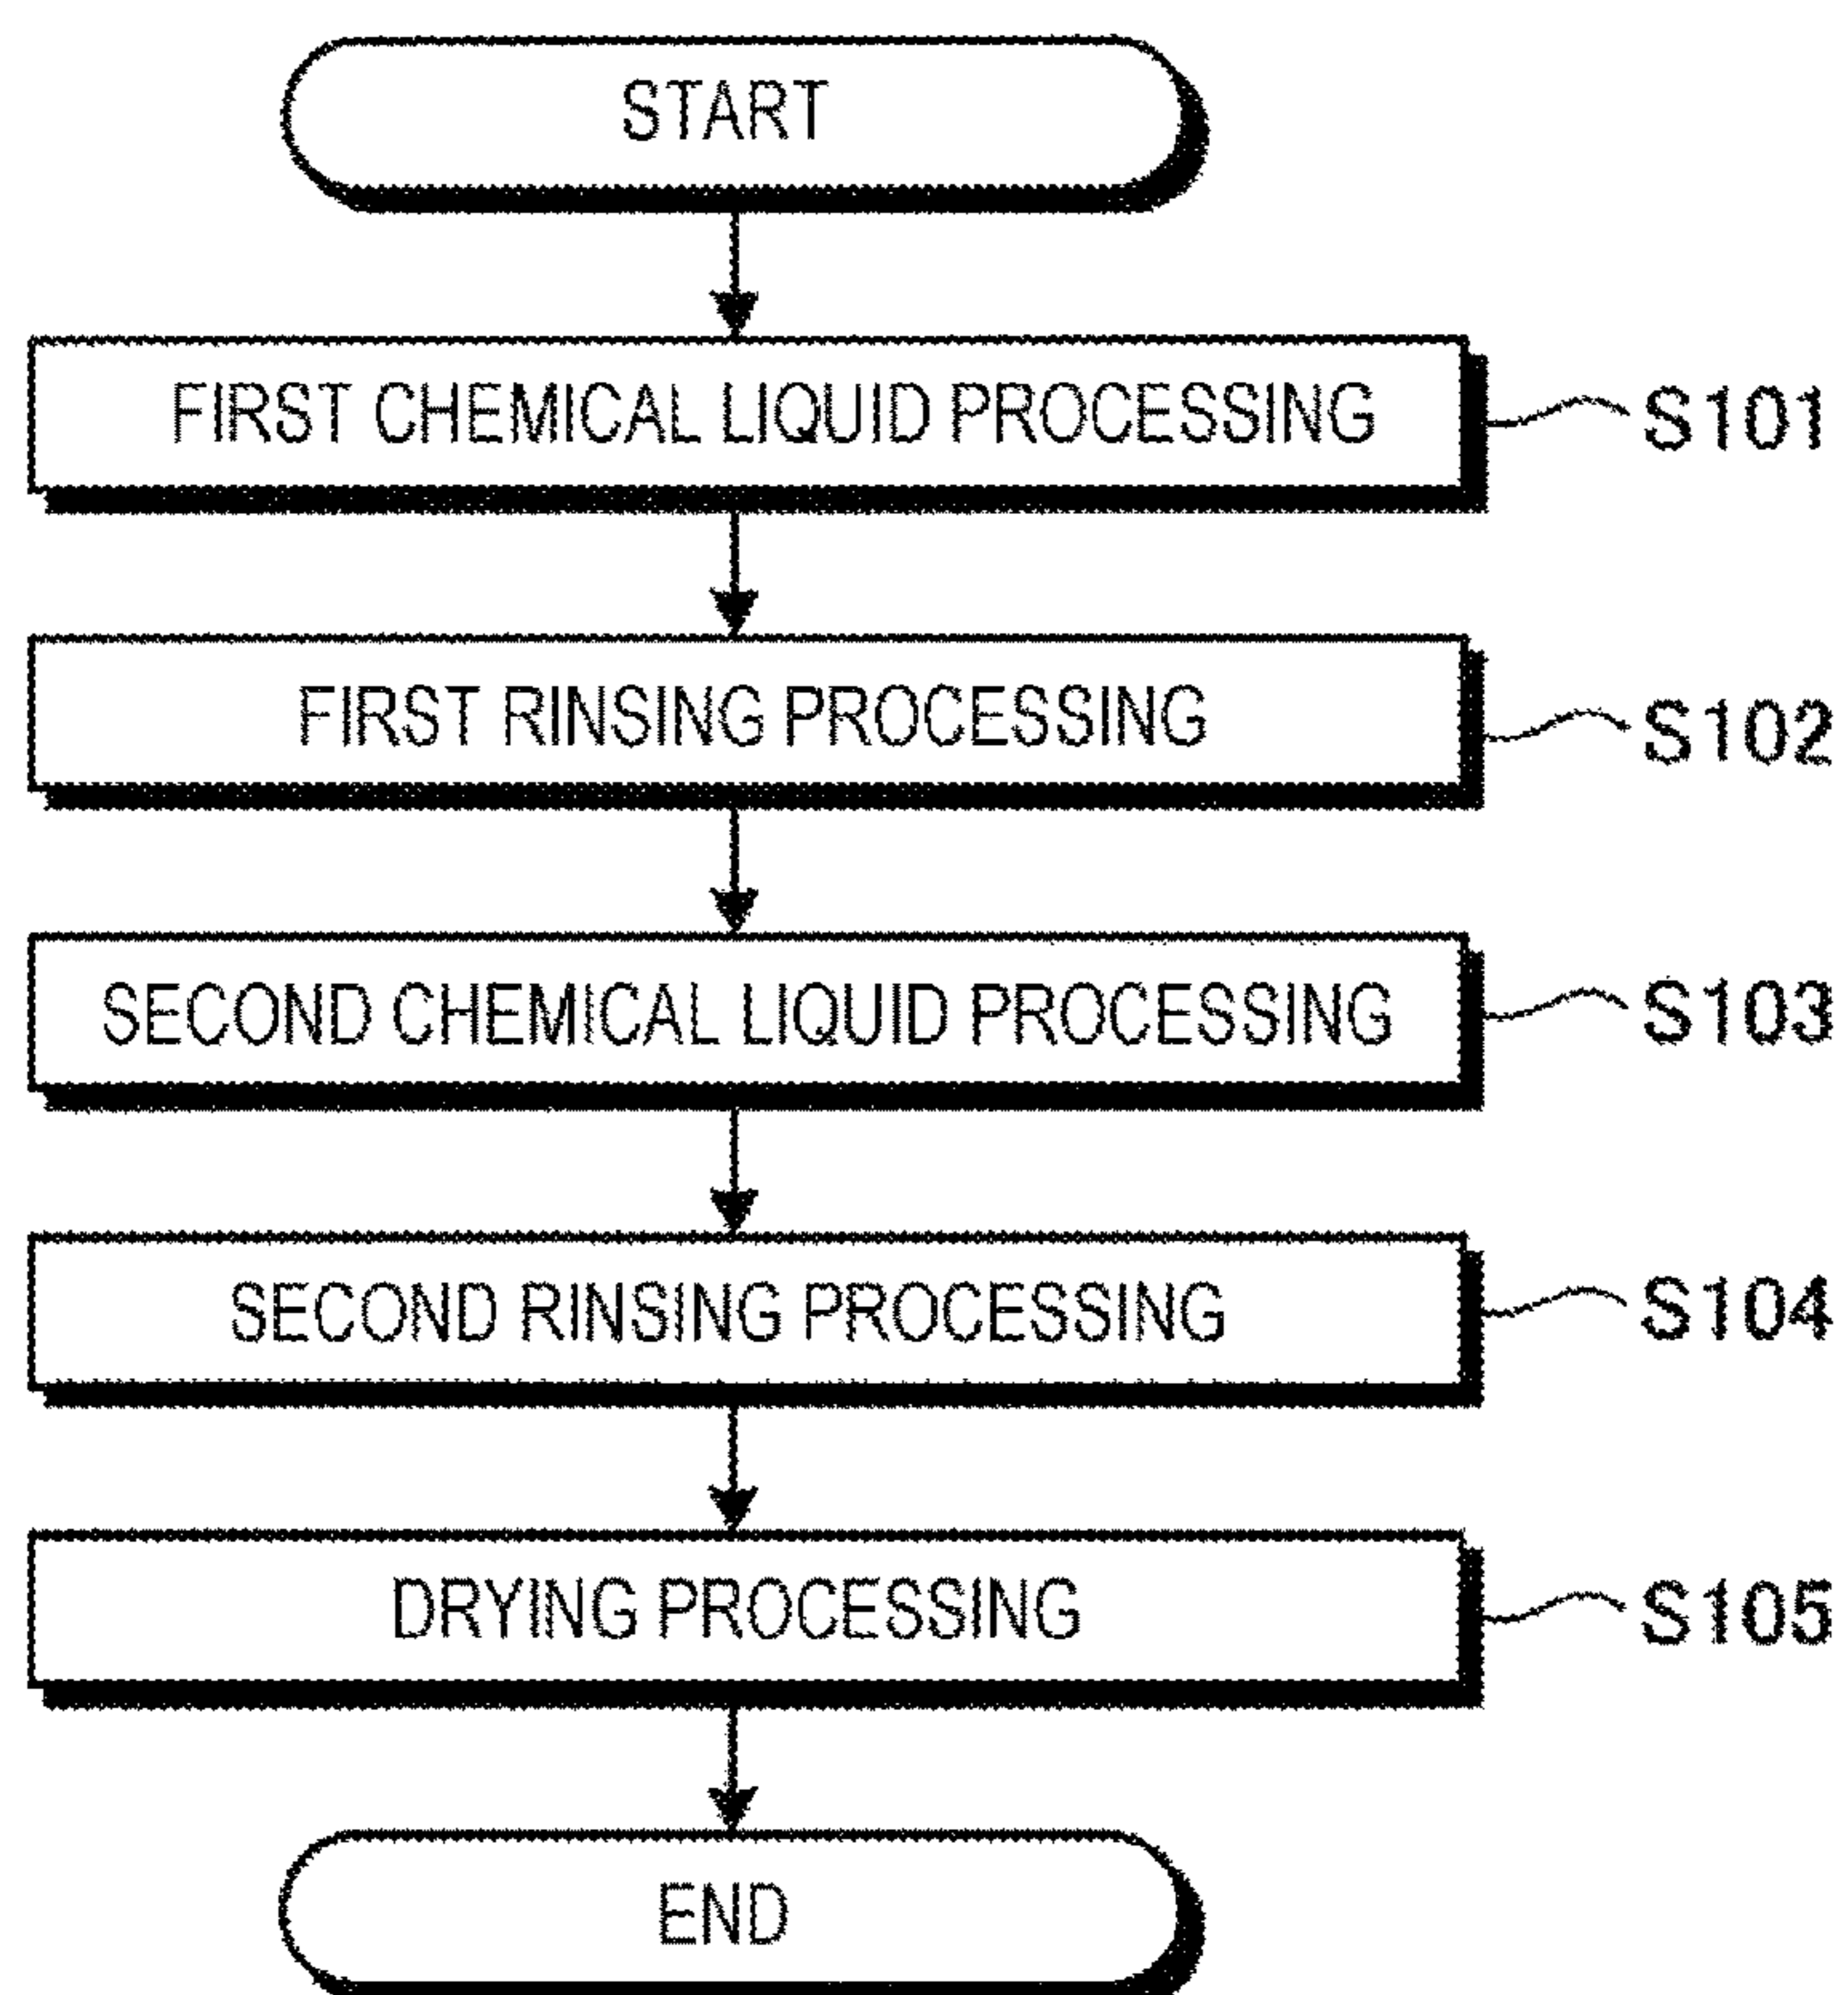 START
FIRST CHEMICAL LIQUID PROCESSING
S101
FIRST RINSING PROCESSING
S102
SECOND CHEMICAL LIQUID PROCESSING
S103
SECOND RINSING PROCESSING
S104
DRYING PROCESSING
S105
END